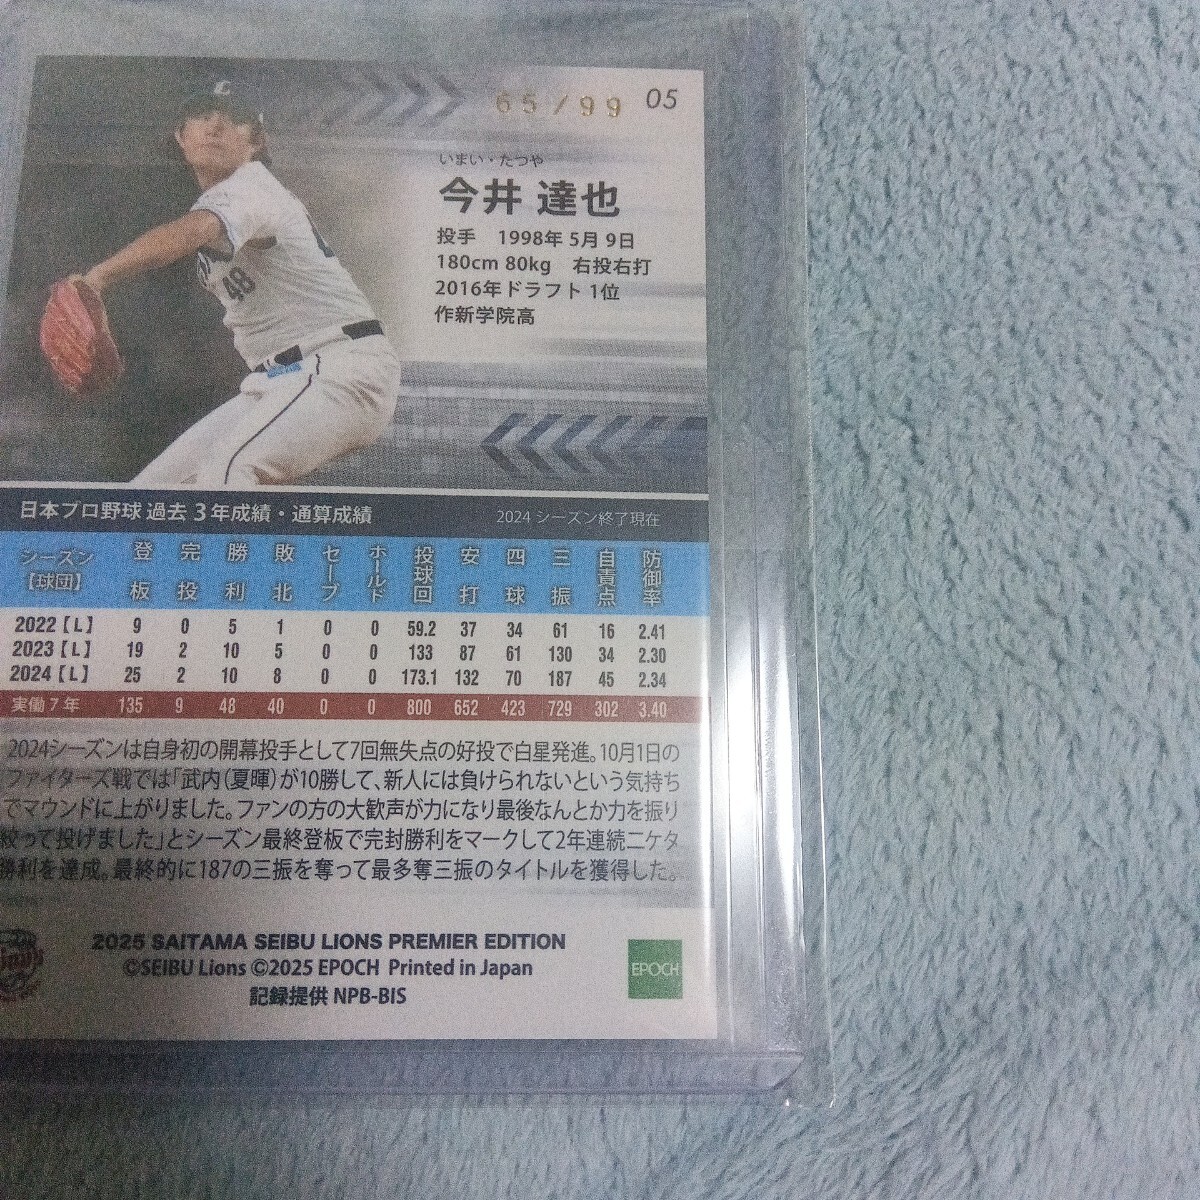 65/99 05
いまい・たつや
今井 達也
投手 1998年 5月 9日
180cm 80kg 右投右打
2016年ドラフト 1位
作新学院高
C
48
日本プロ野球 過去 3 年成績・通算成績 2024 シーズン終了現在
シーズン【球団】 登板 完投 勝利 敗北 セーブ ホールド 投球回 安打 四球 三振 自責点 防御率
2022【L】 9 0 5 1 0 0 59.2 37 34 61 16 2.41
2023【L】 19 2 10 5 0 0 133 87 61 130 34 2.30
2024【L】 25 2 10 8 0 0 173.1 132 70 187 45 2.34
実働 7 年 135 9 48 40 0 0 800 652 423 729 302 3.40
2024シーズンは自身初の開幕投手として7回無失点の好投で白星発進。10月1日の
ファイターズ戦では「武内（夏暉）が10勝して、新人には負けられないという気持ち
でマウンドに上がりました。ファンの方の大歓声が力になり最後なんとか力を振り
絞って投げました」とシーズン最終登板で完封勝利をマークして2年連続二ケタ
勝利を達成。最終的に187の三振を奪って最多奪三振のタイトルを獲得した。
2025 SAITAMA SEIBU LIONS PREMIER EDITION
©SEIBU Lions ©2025 EPOCH Printed in Japan
記録提供 NPB-BIS
EPOCH